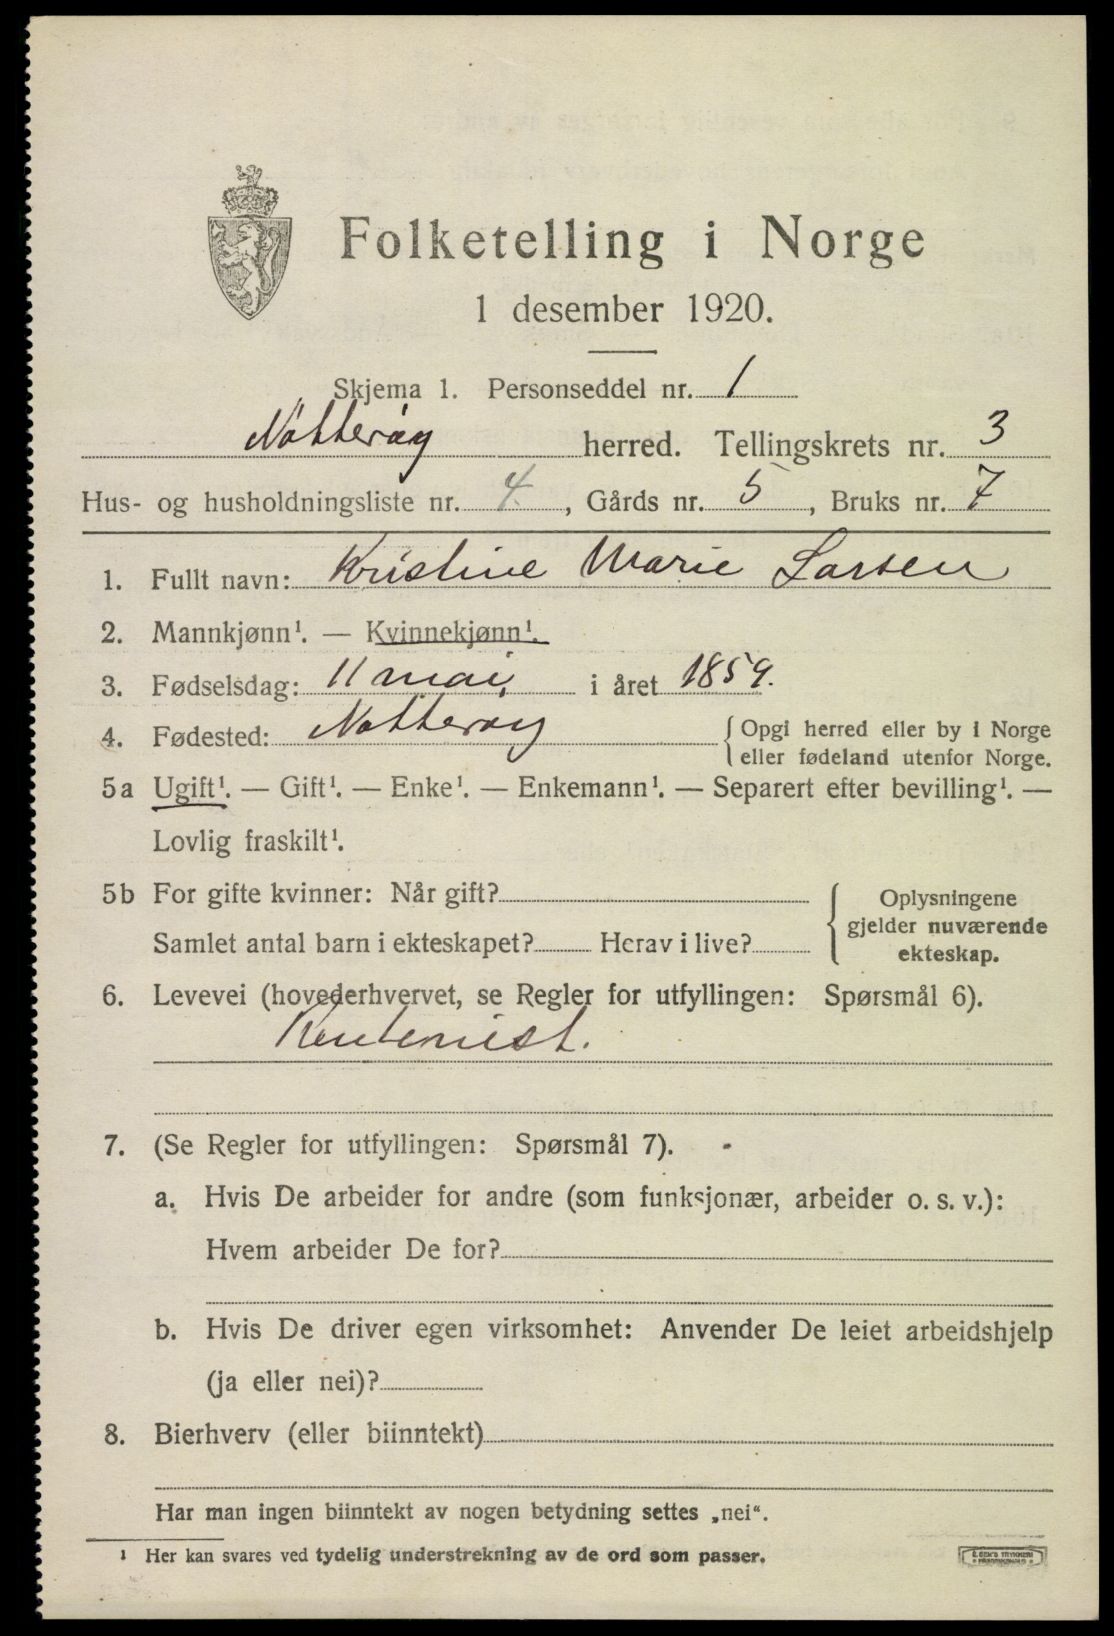 Folketelling i Norge
1 desember 1920.
Skjema 1. Personseddel nr. 1
Nøtterøy herred. Tellingskrets nr. 3
Hus- og husholdningsliste nr. 4, Gårds nr. 5, Bruks nr. 7
1. Fullt navn: Kristine Marie Larsen
2. Mannkjønn¹. — Kvinnekjønn¹.
3. Fødselsdag: 11 mai, i året 1859.
4. Fødested: Nøtterøy { Opgi herred eller by i Norge
eller fødeland utenfor Norge.
5a Ugift¹. — Gift¹. — Enke¹. — Enkemann¹. — Separert efter bevilling¹. —
Lovlig fraskilt¹.
5b For gifte kvinner: Når gift?
Samlet antal barn i ekteskapet? Herav i live?
{ Oplysningene
gjelder nuværende
ekteskap.
6. Levevei (hovederhvervet, se Regler for utfyllingen: Spørsmål 6).
Rentenist.
7. (Se Regler for utfyllingen: Spørsmål 7).
a. Hvis De arbeider for andre (som funksjonær, arbeider o. s. v.):
Hvem arbeider De for?
b. Hvis De driver egen virksomhet: Anvender De leiet arbeidshjelp
(ja eller nei)?
8. Bierhverv (eller biinntekt)
Har man ingen biinntekt av nogen betydning settes „nei“.
¹ Her kan svares ved tydelig understrekning av de ord som passer.